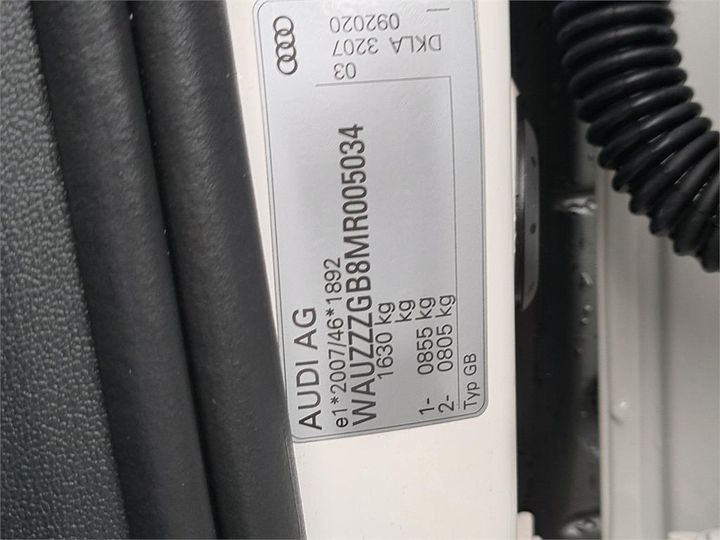 AUDI AG
e1*2007/46*1892
WAUZZZGB8MR005034
1630 kg
kg
1- 0855 kg
2- 0805 kg
Typ GB
03
DKLA 3207
092020